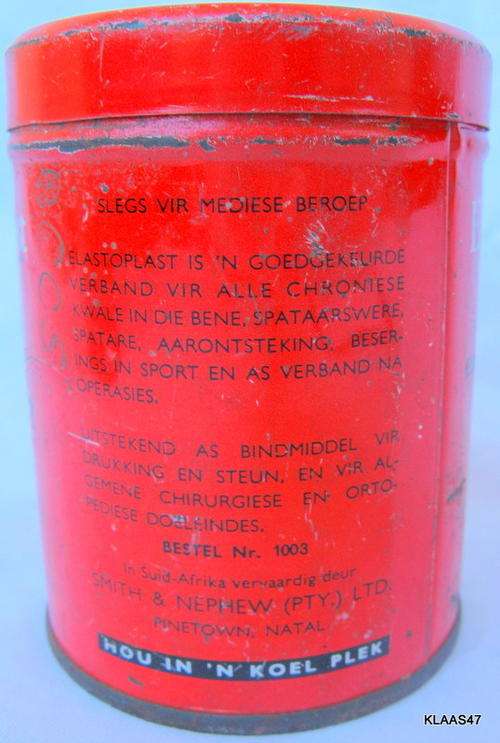 SLEGS VIR MEDIESE BEROEP
ELASTOPLAST IS 'N GOEDGEKEURDE
VERBAND VIR ALLE CHRONIESE
KWALE IN DIE BENE, SPATAARSWERE,
SPATARE, AARONTSTEKING, BESER-
INGS IN SPORT EN AS VERBAND NA
OPERASIES.
UITSTEKEND AS BINDMIDDEL VIR
DRUKKING EN STEUN, EN VIR AL-
GEMENE CHIRURGIESE EN ORTO-
PEDIESE DOELEINDES.
BESTEL Nr. 1003
In Suid-Afrika vervaardig deur
SMITH & NEPHEW (PTY.) LTD.
PINETOWN, NATAL
HOU IN 'N KOEL PLEK
KLAAS47